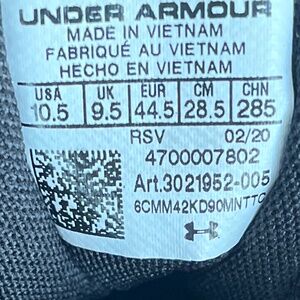 UNDER ARMOUR
MADE IN VIETNAM
FABRIQUÉ AU VIETNAM
HECHO EN VIETNAM
USA UK EUR CM CHN
10.5 9.5 44.5 28.5 285
RSV 02/20
4700007802
Art.3021952-005
6CMM42KD90MNTTC